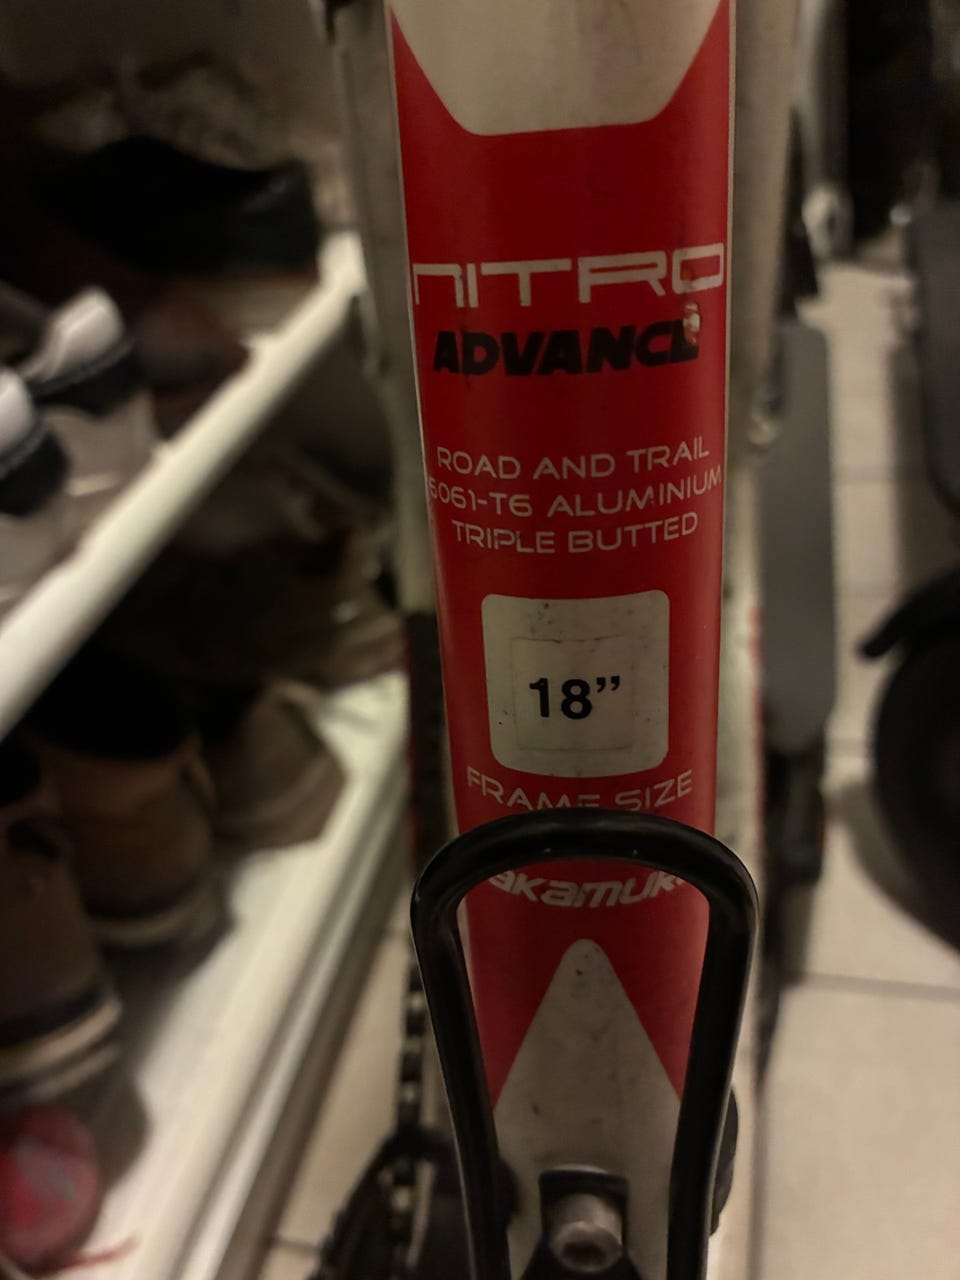 NITRO
ADVANCE
ROAD AND TRAIL
6061-T6 ALUMINIUM
TRIPLE BUTTED
18”
FRAME SIZE